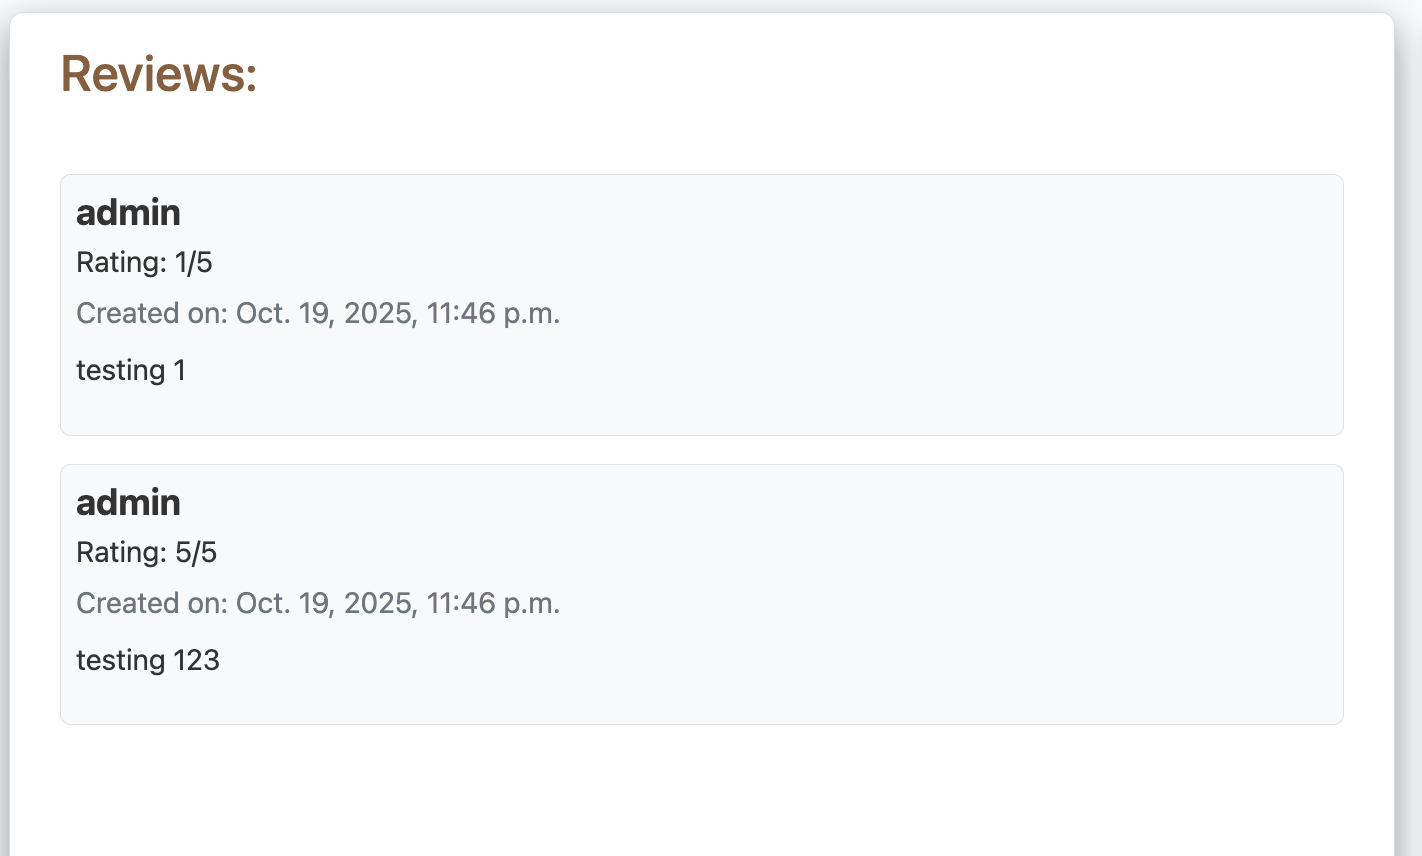 Reviews:
admin
Rating: 1/5
Created on: Oct. 19, 2025, 11:46 p.m.
testing 1
admin
Rating: 5/5
Created on: Oct. 19, 2025, 11:46 p.m.
testing 123